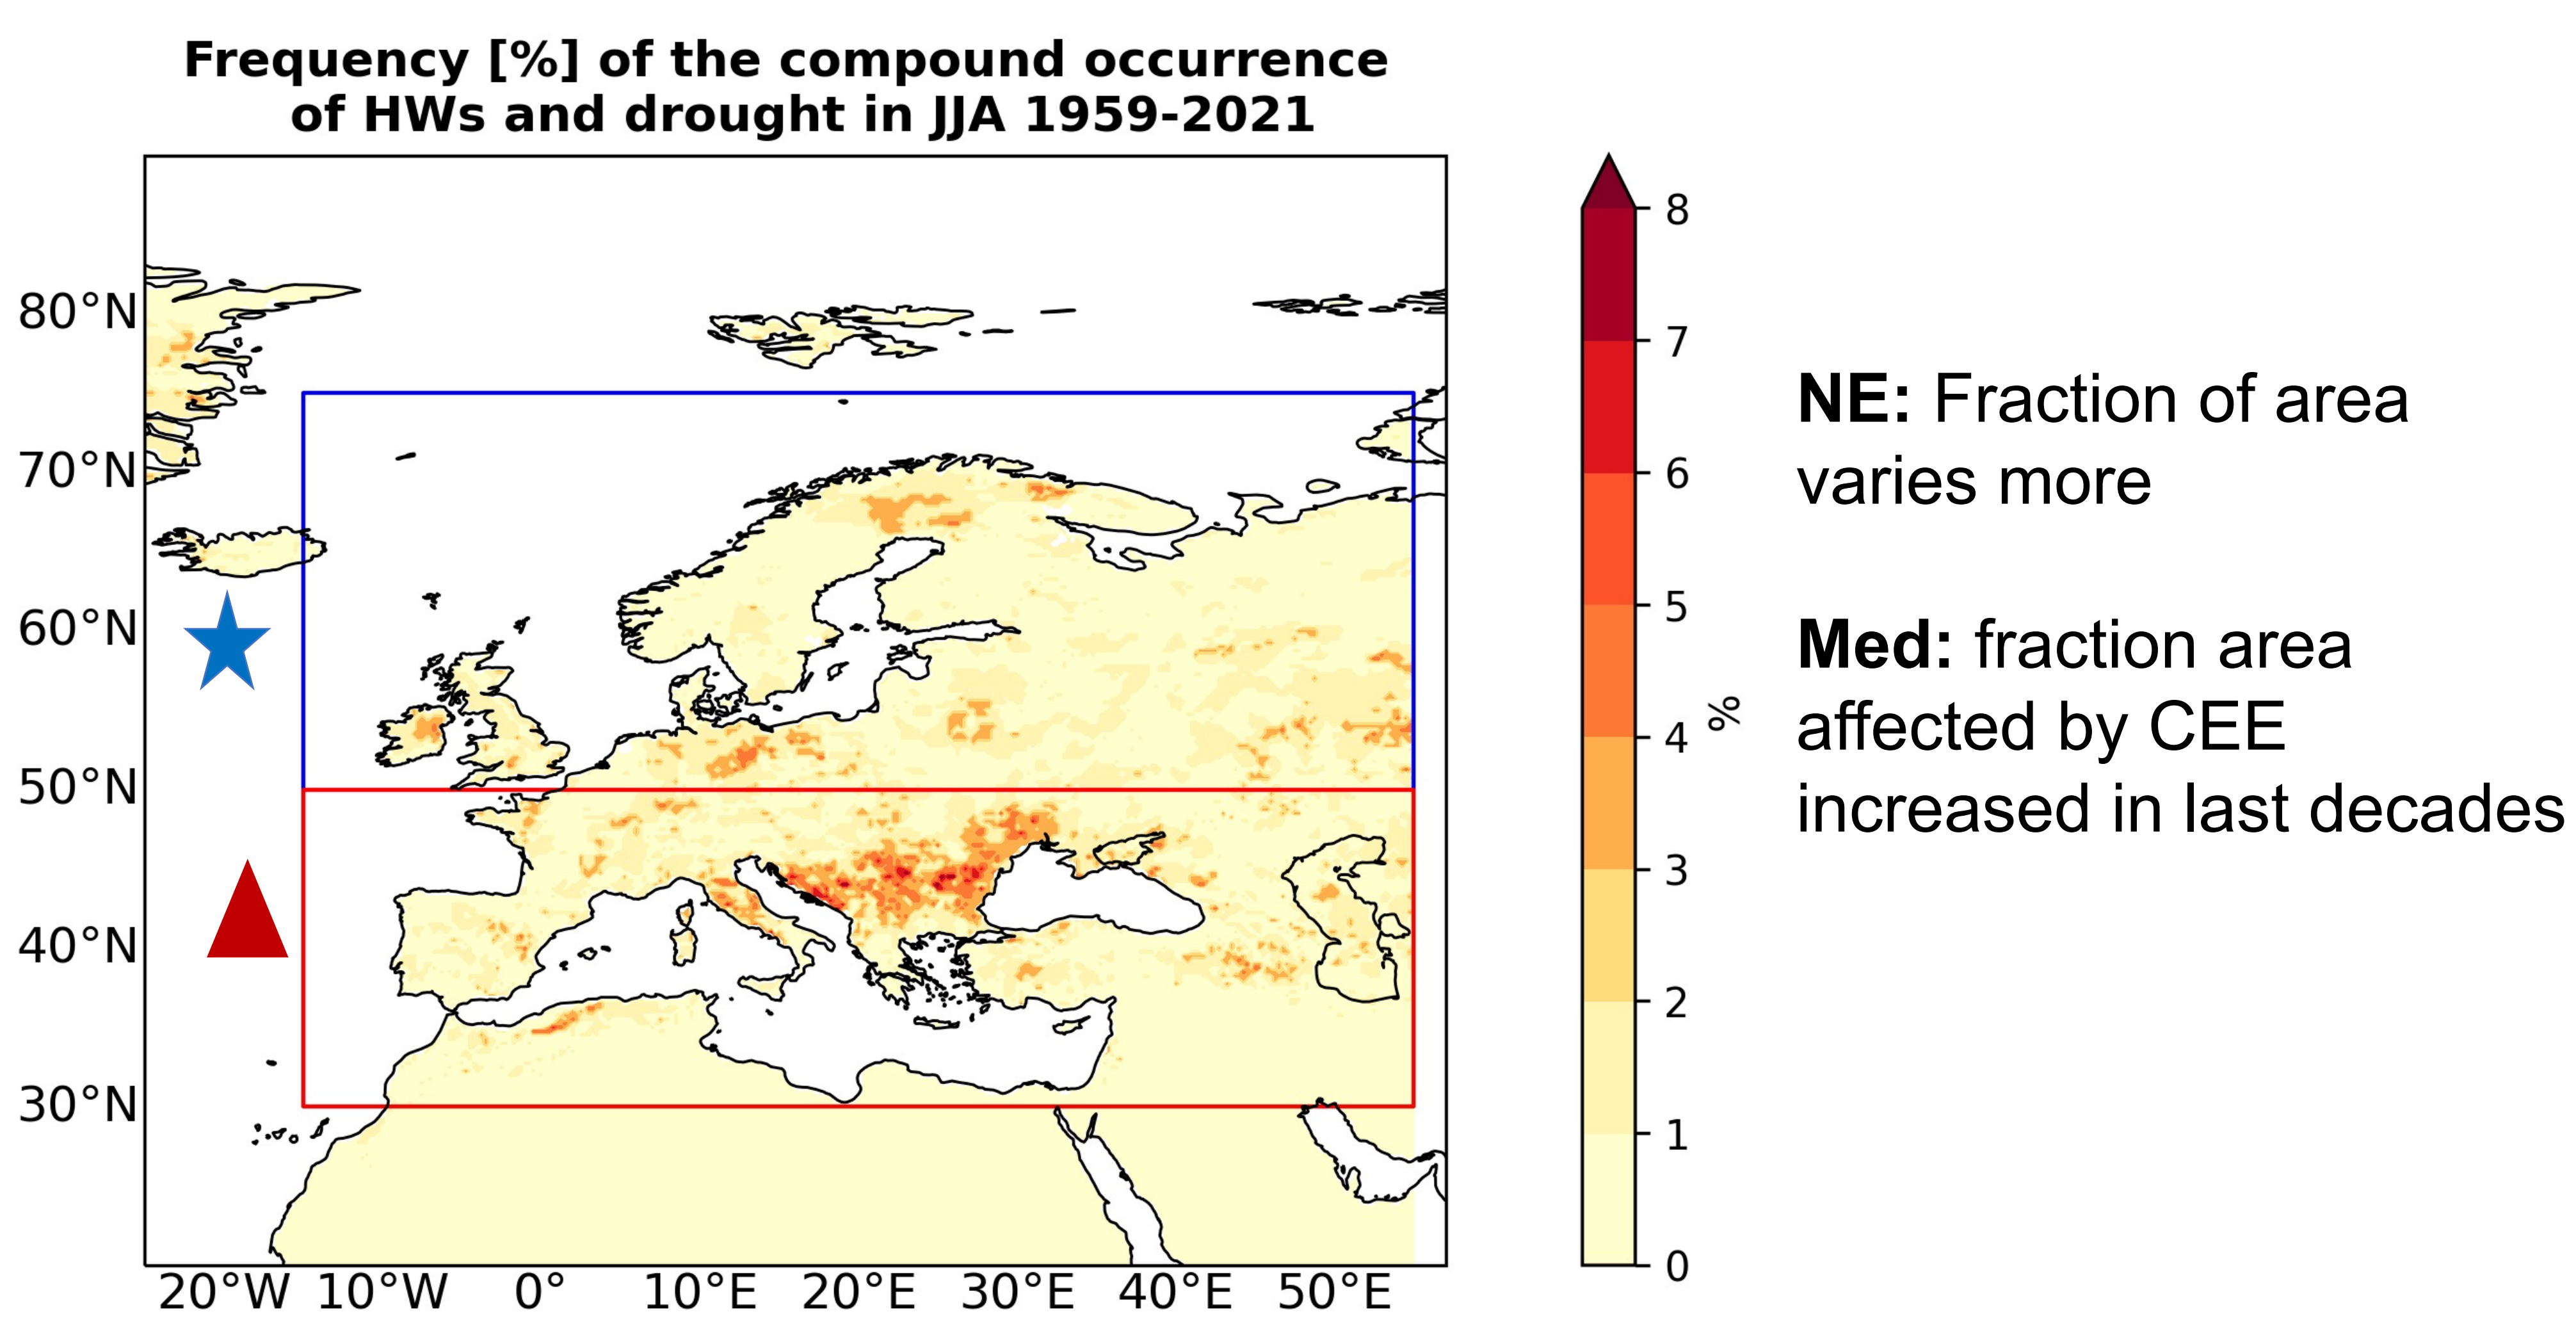 Frequency [%] of the compound occurrence
of HWs and drought in JJA 1959-2021
80°N
70°N
60°N
50°N
40°N
30°N
20°W 10°W 0° 10°E 20°E 30°E 40°E 50°E
8
7
6
5
4
3
2
1
0
%
NE: Fraction of area
varies more
Med: fraction area
affected by CEE
increased in last decades